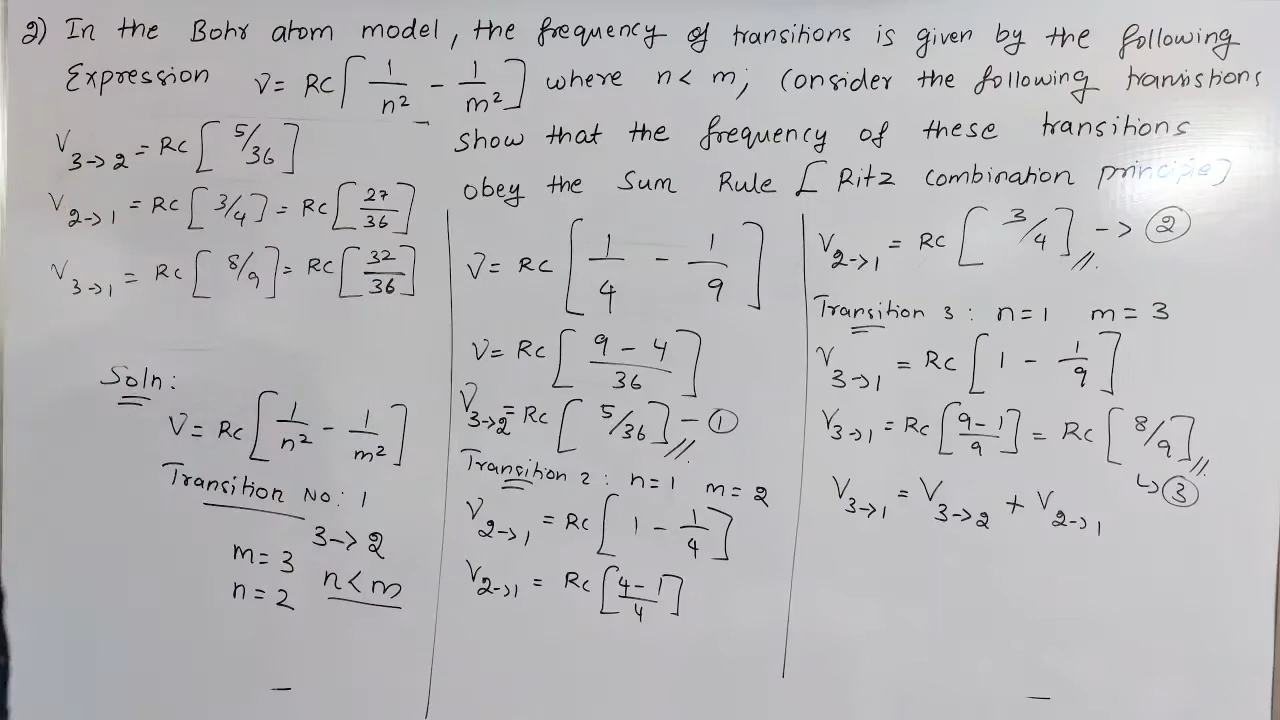 2) In the Bohr atom model, the frequency of transitions is given by the following
Expression ν = RC [ 1/n² - 1/m² ] where n < m; Consider the following tranistions
ν3→2 = RC [ 5/36 ]
show that the frequency of these transitions
obey the Sum Rule [ Ritz combination principle]
ν2→1 = RC [ 3/4 ] = RC [ 27/36 ]
ν3→1 = RC [ 8/9 ] = RC [ 32/36 ]
Soln:
ν = RC [ 1/n² - 1/m² ]
Transition No: 1
3→2
m = 3
n = 2 n < m
ν = RC [ 1/4 - 1/9 ]
ν = RC [ 9 - 4 / 36 ]
ν3→2 = RC [ 5/36 ] - ①
Transition 2 : n = 1 m = 2
ν2→1 = RC [ 1 - 1/4 ]
ν2→1 = RC [ 4 - 1 / 4 ]
ν2→1 = RC [ 3/4 ] -> ②
Transition 3 : n = 1 m = 3
ν3→1 = RC [ 1 - 1/9 ]
ν3→1 = RC [ 9 - 1 / 9 ] = RC [ 8/9 ]
↳ ③
ν3→1 = ν3→2 + ν2→1